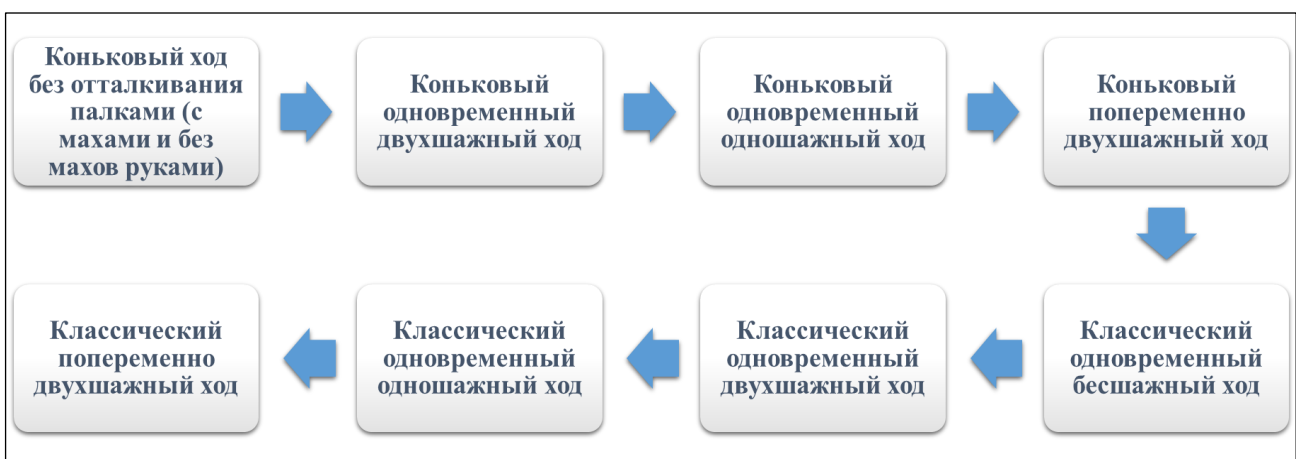 Коньковый ход
без отталкивания
палками (с
махами и без
махов руками)
Коньковый
одновременный
двухшажный ход
Коньковый
одновременный
одношажный ход
Коньковый
попеременно
двухшажный ход
Классический
одновременный
бесшажный ход
Классический
одновременный
двухшажный ход
Классический
одновременный
одношажный ход
Классический
попеременно
двухшажный ход